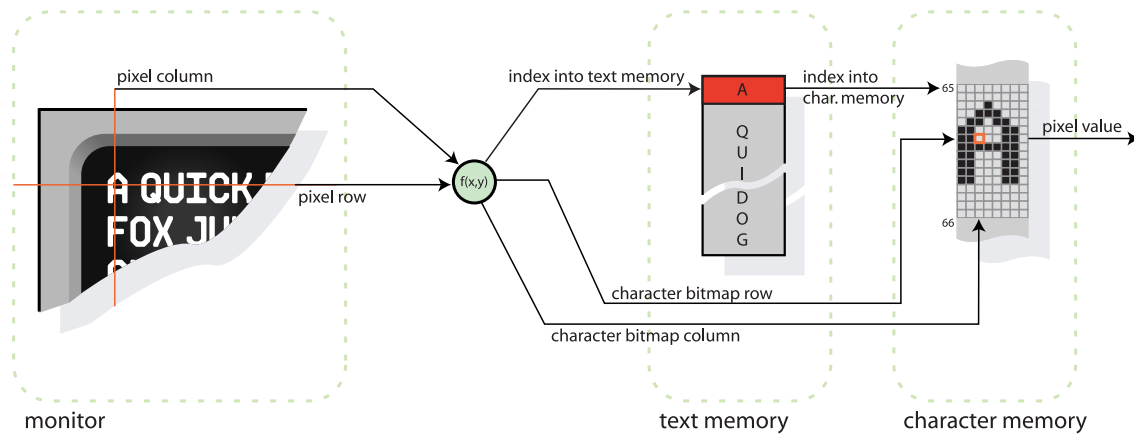 pixel column
index into text memory
A
index into
char. memory
65
pixel value
A QUICK
FOX JU
pixel row
f(x,y)
Q
U
I
D
O
G
66
character bitmap row
character bitmap column
monitor
text memory
character memory